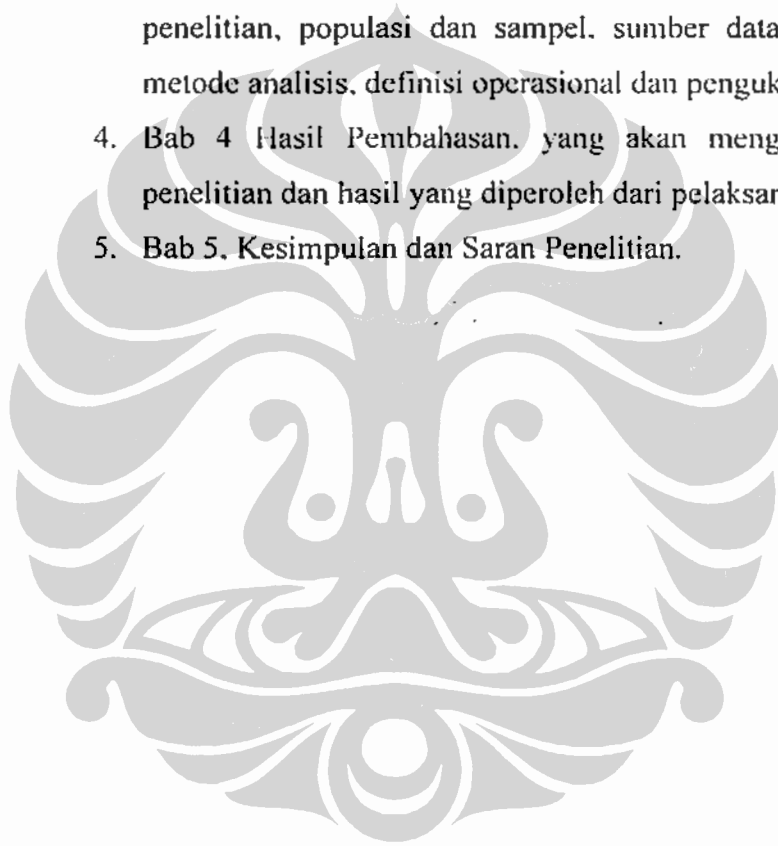 penelitian, populasi dan sampel. sumber data
metode analisis. definisi operasional dan penguk
4. Bab 4 Hasil Pembahasan. yang akan meng
penelitian dan hasil yang diperoleh dari pelaksan
5. Bab 5. Kesimpulan dan Saran Penelitian.